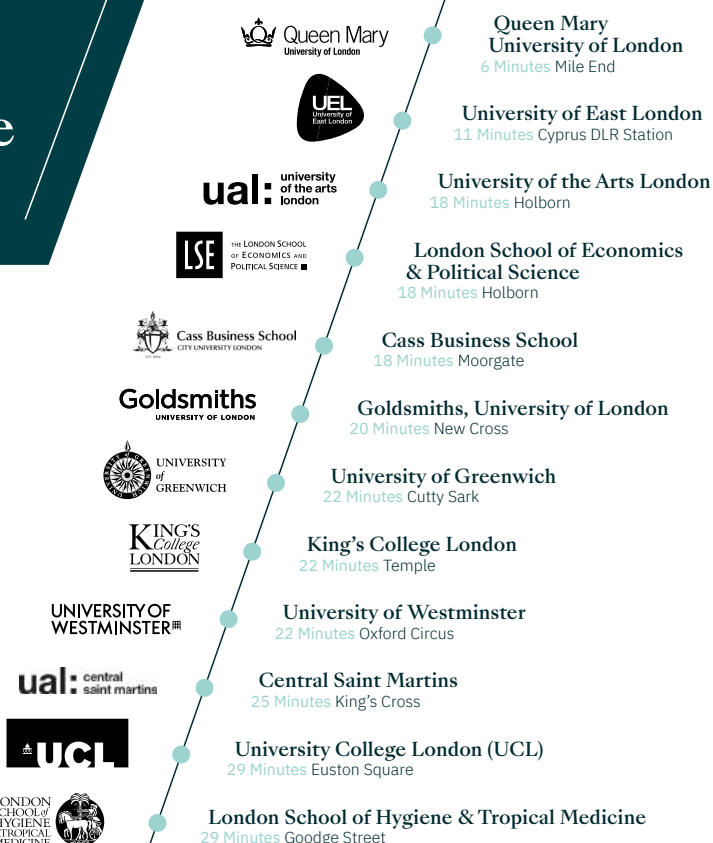 e
Queen Mary
University of London
Queen Mary
University of London
6 Minutes Mile End
UEL
University of
East London
University of East London
11 Minutes Cyprus DLR Station
ual:
university
of the arts
london
University of the Arts London
18 Minutes Holborn
LSE
THE LONDON SCHOOL
OF ECONOMICS AND
POLITICAL SCIENCE
London School of Economics
& Political Science
18 Minutes Holborn
Cass Business School
CITY UNIVERSITY LONDON
Cass Business School
18 Minutes Moorgate
Goldsmiths
UNIVERSITY OF LONDON
Goldsmiths, University of London
20 Minutes New Cross
UNIVERSITY
of
GREENWICH
University of Greenwich
22 Minutes Cutty Sark
KING'S
College
LONDON
King’s College London
22 Minutes Temple
UNIVERSITY OF
WESTMINSTER
University of Westminster
22 Minutes Oxford Circus
ual:
central
saint martins
Central Saint Martins
25 Minutes King’s Cross
UCL
University College London (UCL)
29 Minutes Euston Square
ONDON
CHOOL of
YGIENE
TROPICAL
MEDICINE
London School of Hygiene & Tropical Medicine
29 Minutes Goodge Street